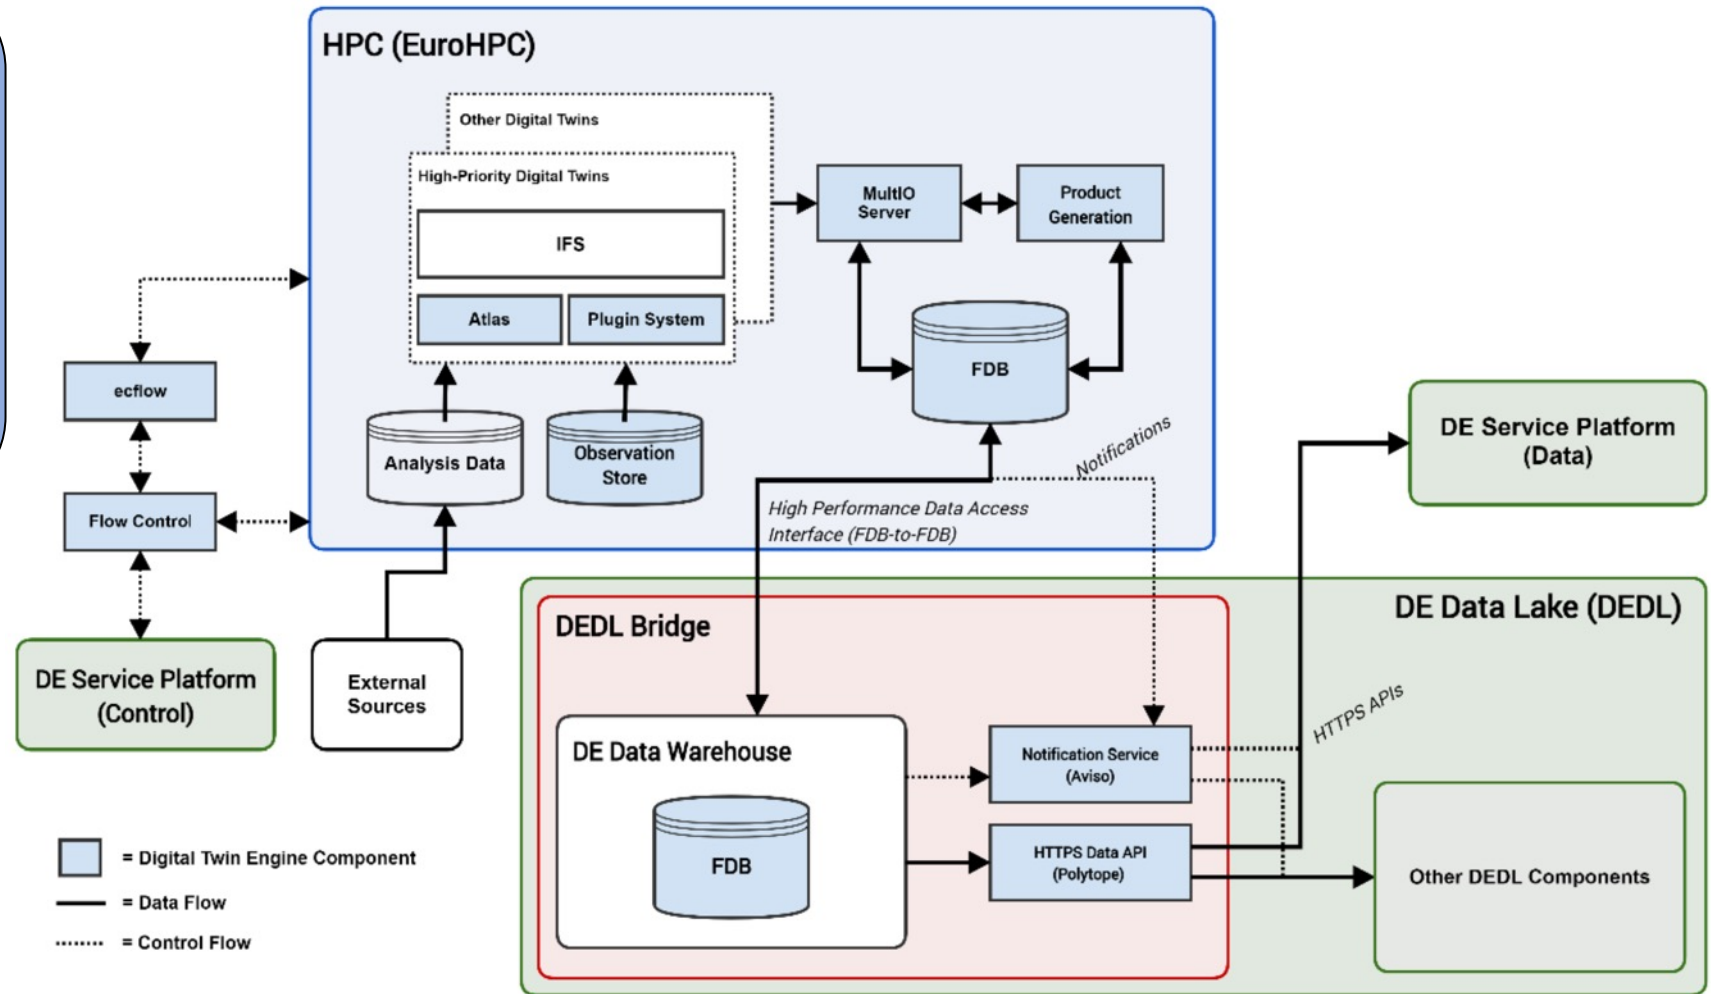 HPC (EuroHPC)
Other Digital Twins
High-Priority Digital Twins
IFS
Atlas
Plugin System
MultIO
Server
Product
Generation
FDB
Analysis Data
Observation
Store
ecflow
Flow Control
DE Service Platform
(Control)
External
Sources
Notifications
High Performance Data Access
Interface (FDB-to-FDB)
DE Service Platform
(Data)
DE Data Lake (DEDL)
DEDL Bridge
DE Data Warehouse
FDB
Notification Service
(Aviso)
HTTPS Data API
(Polytope)
HTTPS APIs
Other DEDL Components
= Digital Twin Engine Component
= Data Flow
= Control Flow